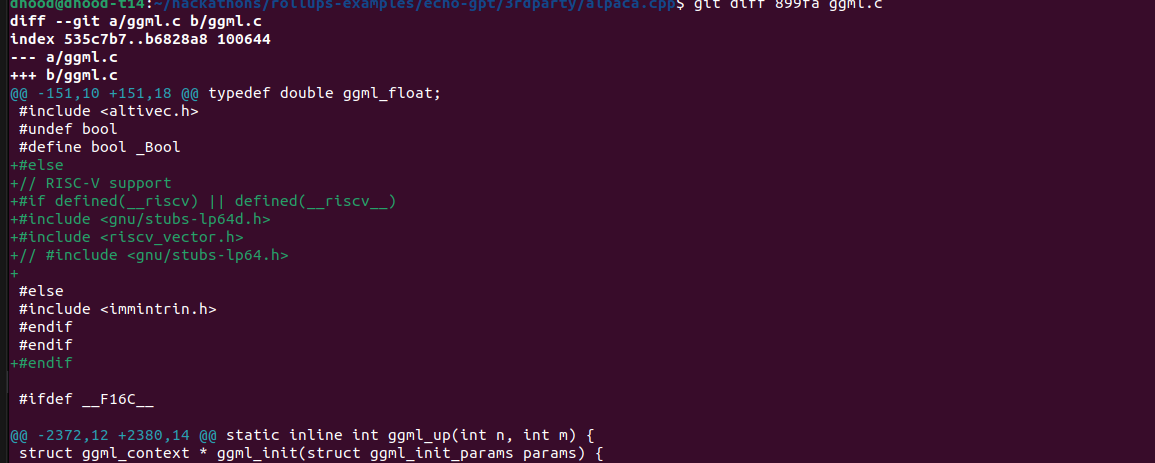 dhood@dhood-t14:~/hackathons/rollups-examples/echo-gpt/3rdparty/alpaca.cpp$ git diff 899fa ggml.c
diff --git a/ggml.c b/ggml.c
index 535c7b7..b6828a8 100644
--- a/ggml.c
+++ b/ggml.c
@@ -151,10 +151,18 @@ typedef double ggml_float;
 #include <altivec.h>
 #undef bool
 #define bool _Bool
+#else
+// RISC-V support
+#if defined(__riscv) || defined(__riscv__)
+#include <gnu/stubs-lp64d.h>
+#include <riscv_vector.h>
+// #include <gnu/stubs-lp64.h>
+
 #else
 #include <immintrin.h>
 #endif
 #endif
+#endif
 #ifdef __F16C__
@@ -2372,12 +2380,14 @@ static inline int ggml_up(int n, int m) {
 struct ggml_context * ggml_init(struct ggml_init_params params) {